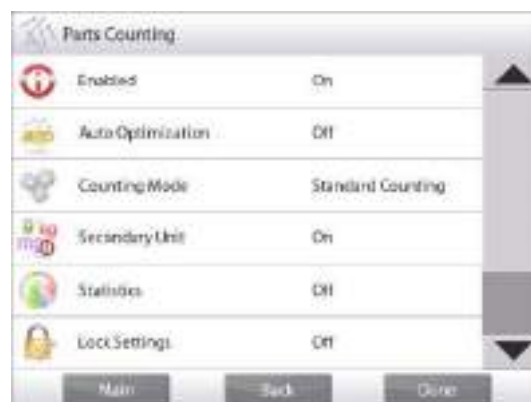 Parts Counting
Enabled On
Auto Optimization Off
Counting Mode Standard Counting
Secondary Unit On
Statistics Off
Lock Settings Off
Main Back Done